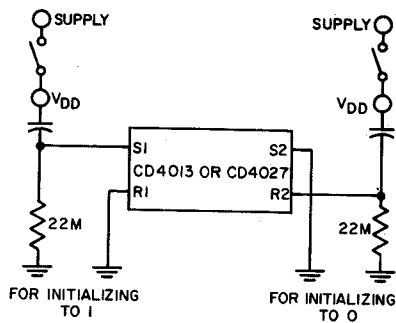 SUPPLY
SUPPLY
VDD
VDD
S1
S2
CD4013 OR CD4027
R1
R2
22M
22M
FOR INITIALIZING
TO 1
FOR INITIALIZING
TO 0